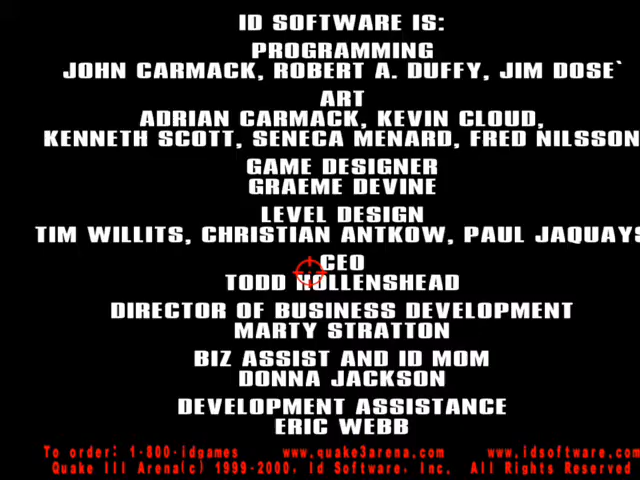 ID SOFTWARE IS:
PROGRAMMING
JOHN CARMACK, ROBERT A. DUFFY, JIM DOSE`
ART
ADRIAN CARMACK, KEVIN CLOUD,
KENNETH SCOTT, SENECA MENARD, FRED NILSSON
GAME DESIGNER
GRAEME DEVINE
LEVEL DESIGN
TIM WILLITS, CHRISTIAN ANTKOW, PAUL JAQUAYS
CEO
TODD HOLLENSHEAD
DIRECTOR OF BUSINESS DEVELOPMENT
MARTY STRATTON
BIZ ASSIST AND ID MOM
DONNA JACKSON
DEVELOPMENT ASSISTANCE
ERIC WEBB
To order: 1-800-idgames www.quake3arena.com www.idsoftware.com
Quake III Arena(c) 1999-2000, Id Software, Inc. All Rights Reserved